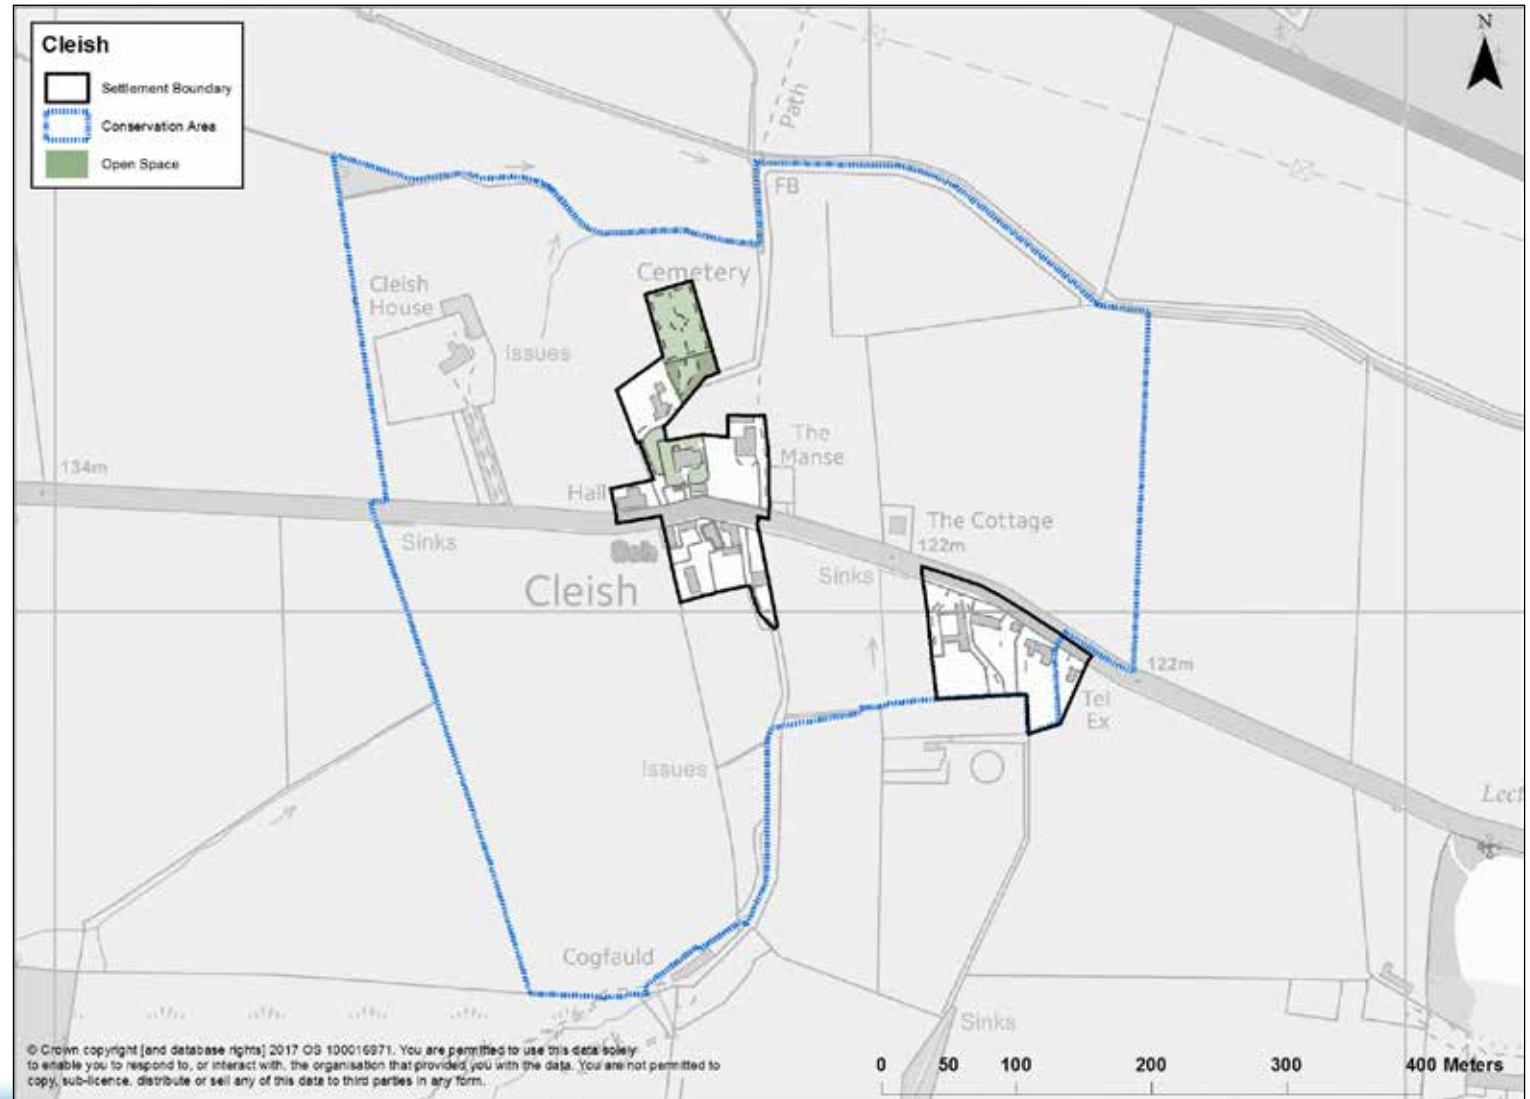 Cleish
Settlement Boundary
Conservation Area
Open Space
N
Path
FB
Cemetery
Cleish
House
Issues
The
Manse
134m
Hall
Sinks
The Cottage
122m
Sinks
Cleish
122m
Tel
Ex
Issues
Cogfauld
Sinks
© Crown copyright [and database rights] 2017 OS 100016971. You are permitted to use this data solely
to enable you to respond to, or interact with, the organisation that provided you with the data. You are not permitted to
copy, sub-licence, distribute or sell any of this data to third parties in any form.
0 50 100 200 300 400 Meters